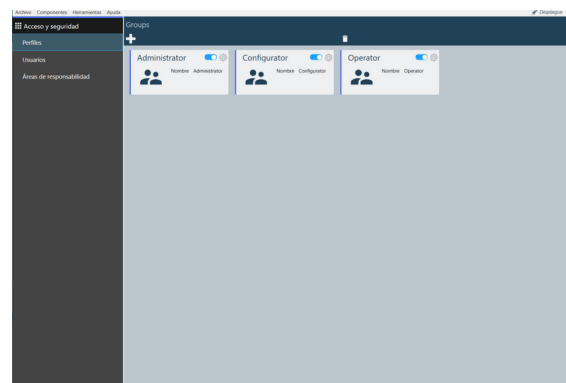 Archivo Componentes Herramientas Ayuda
Despliegue
Acceso y seguridad
Perfiles
Usuarios
Áreas de responsabilidad
Groups
Administrator
Nombre Administrator
Configurator
Nombre Configurator
Operator
Nombre Operator